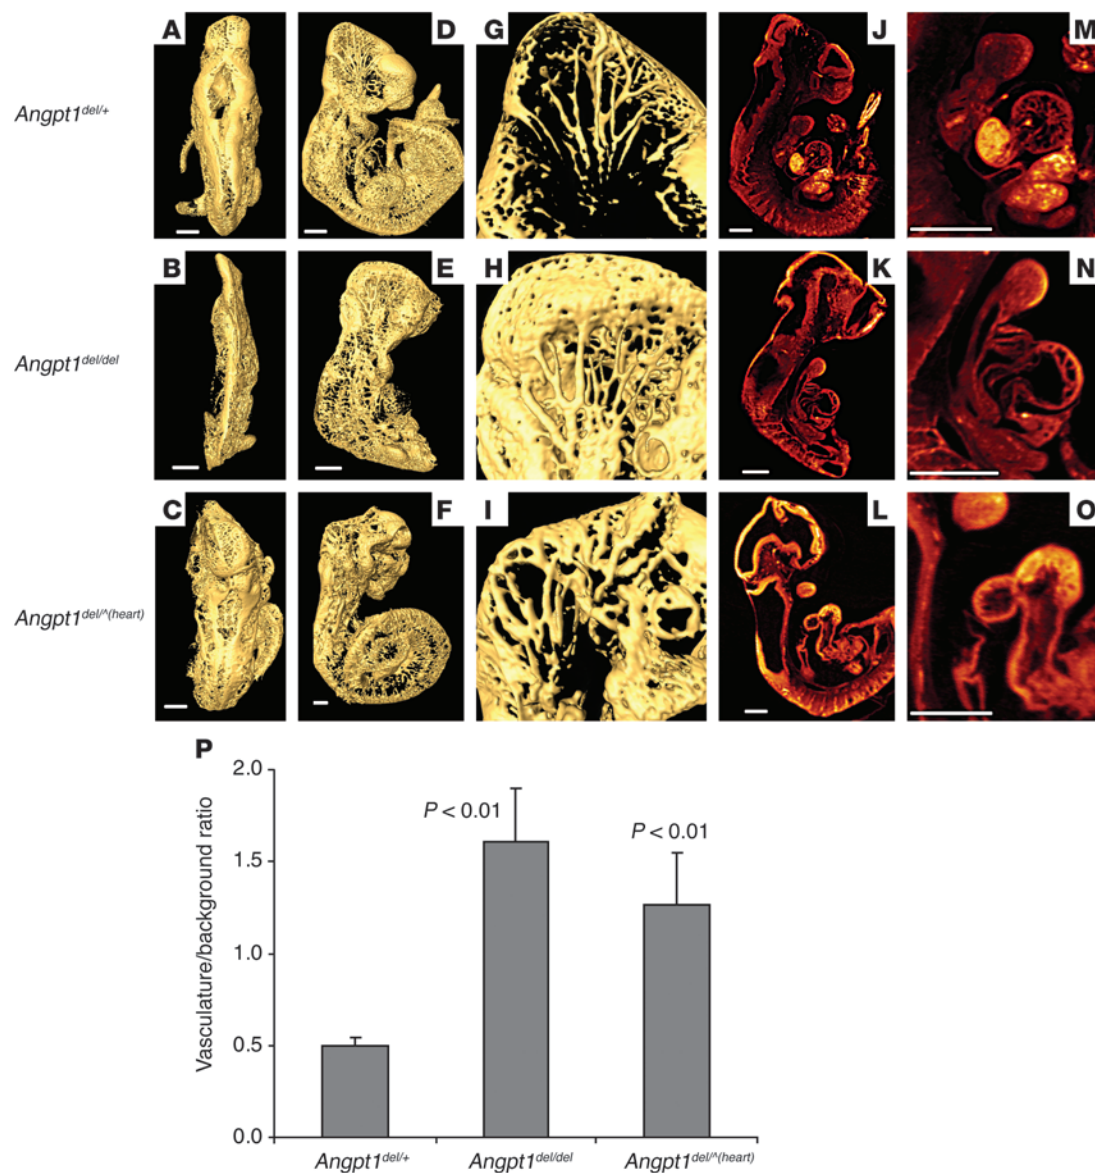 A D G J M
Angpt1del/+
B E H K N
Angpt1del/del
C F I L O
Angpt1del/^(heart)
P
Vasculature/background ratio
2.0
1.5
1.0
0.5
0.0
P < 0.01
P < 0.01
Angpt1del/+ Angpt1del/del Angpt1del/^(heart)